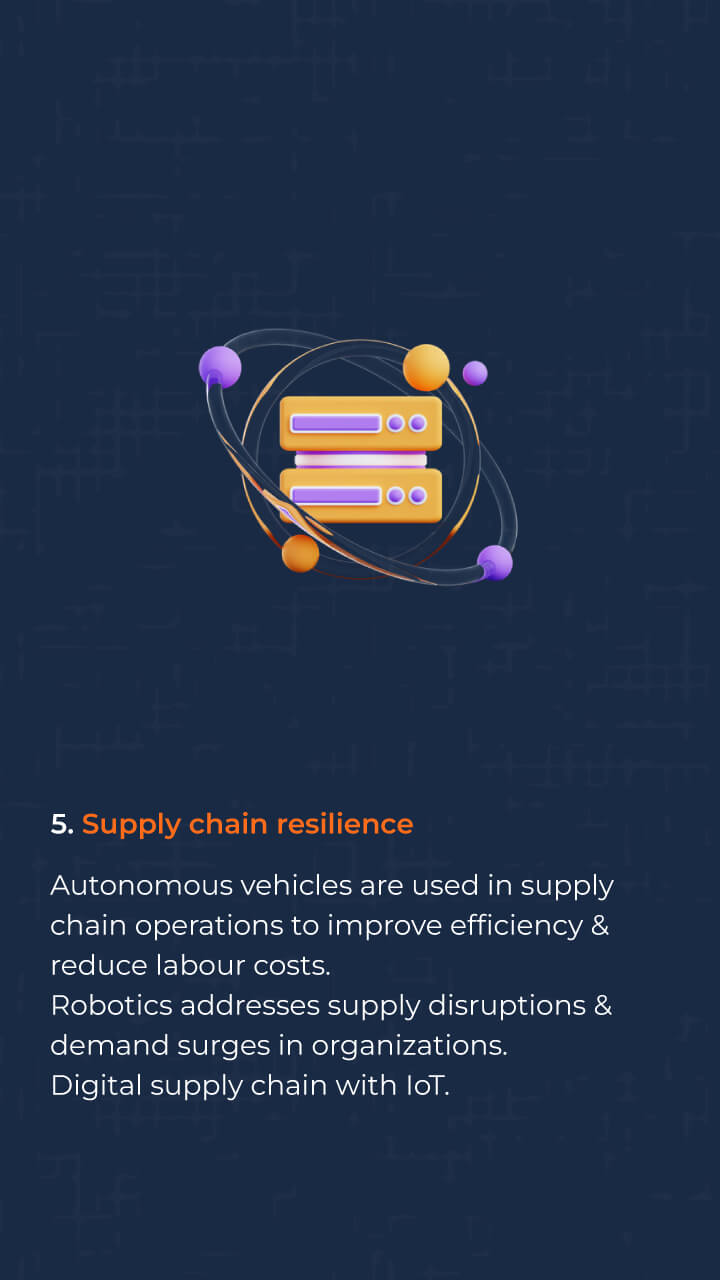 5. Supply chain resilience
Autonomous vehicles are used in supply
chain operations to improve efficiency &
reduce labour costs.
Robotics addresses supply disruptions &
demand surges in organizations.
Digital supply chain with IoT.